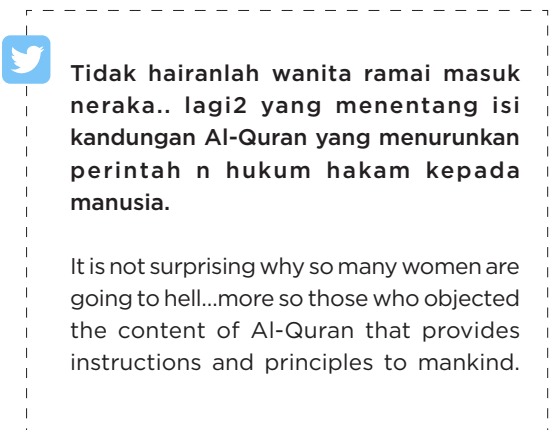 Tidak hairanlah wanita ramai masuk
neraka.. lagi2 yang menentang isi
kandungan Al-Quran yang menurunkan
perintah n hukum hakam kepada
manusia.
It is not surprising why so many women are
going to hell...more so those who objected
the content of Al-Quran that provides
instructions and principles to mankind.